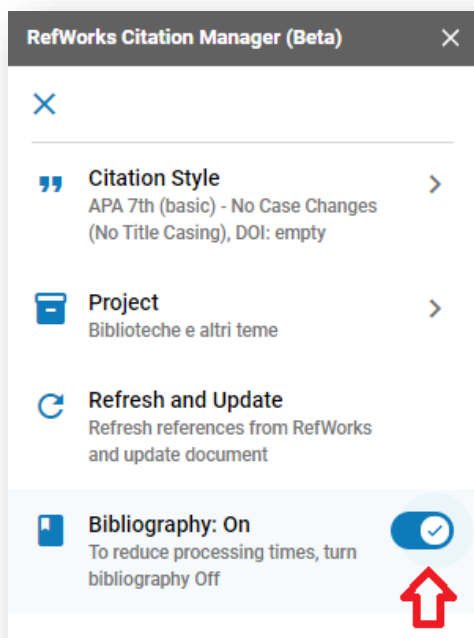 RefWorks Citation Manager (Beta)
Citation Style
APA 7th (basic) - No Case Changes
(No Title Casing), DOI: empty
Project
Biblioteche e altri teme
Refresh and Update
Refresh references from RefWorks
and update document
Bibliography: On
To reduce processing times, turn
bibliography Off